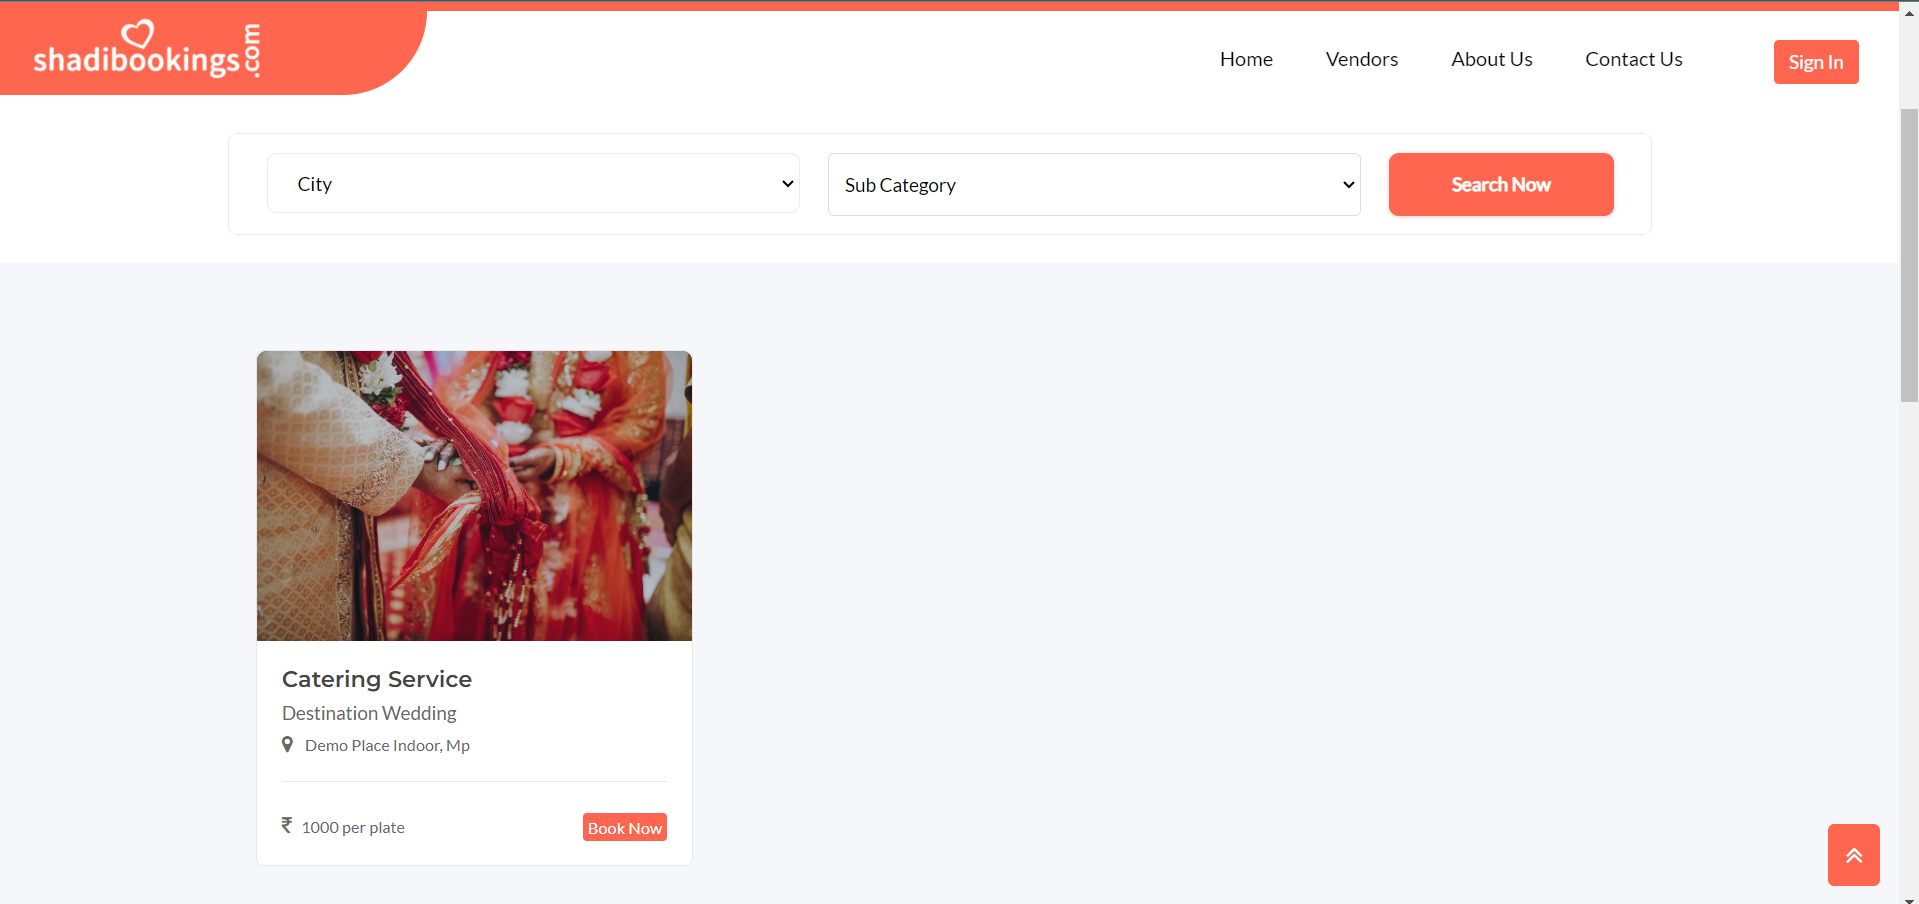 shadibookings.com
Home
Vendors
About Us
Contact Us
Sign In
City
Sub Category
Search Now
Catering Service
Destination Wedding
Demo Place Indoor, Mp
₹ 1000 per plate
Book Now